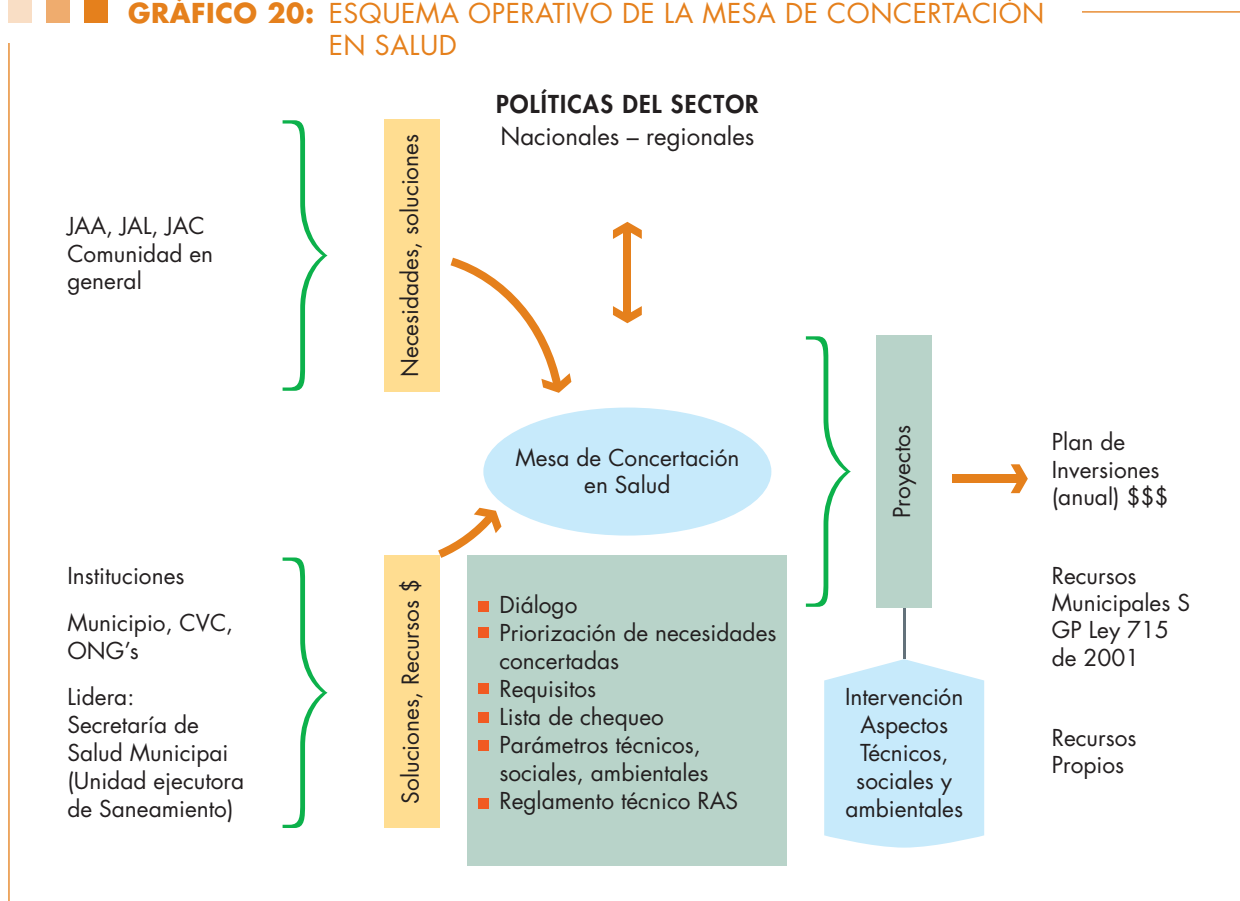 GRÁFICO 20: ESQUEMA OPERATIVO DE LA MESA DE CONCERTACIÓN
EN SALUD
POLÍTICAS DEL SECTOR
Nacionales – regionales
JAA, JAL, JAC
Comunidad en
general
Necesidades, soluciones
Mesa de Concertación
en Salud
Instituciones
Municipio, CVC,
ONG's
Lidera:
Secretaría de
Salud Municipai
(Unidad ejecutora
de Saneamiento)
Soluciones, Recursos $
Diálogo
Priorización de necesidades
concertadas
Requisitos
Lista de chequeo
Parámetros técnicos,
sociales, ambientales
Reglamento técnico RAS
Proyectos
Intervención
Aspectos
Técnicos,
sociales y
ambientales
Plan de
Inversiones
(anual) $$$
Recursos
Municipales S
GP Ley 715
de 2001
Recursos
Propios